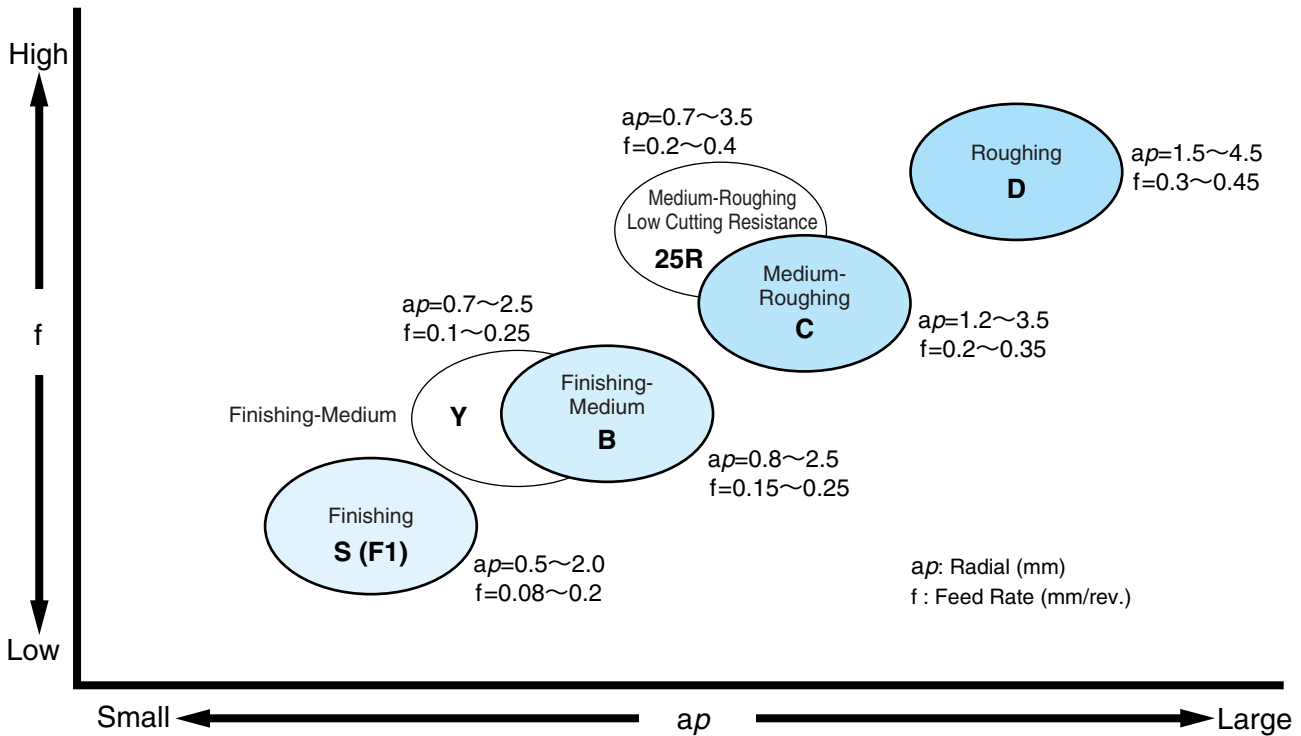 High
ap=0.7～3.5
f=0.2～0.4
Roughing
D
ap=1.5～4.5
f=0.3～0.45
Medium-Roughing
Low Cutting Resistance
25R
Medium-
Roughing
C
ap=1.2～3.5
f=0.2～0.35
f
ap=0.7～2.5
f=0.1～0.25
Finishing-Medium
Y
Finishing-
Medium
B
ap=0.8～2.5
f=0.15～0.25
Finishing
S (F1)
ap=0.5～2.0
f=0.08～0.2
ap: Radial (mm)
f : Feed Rate (mm/rev.)
Low
Small
ap
Large